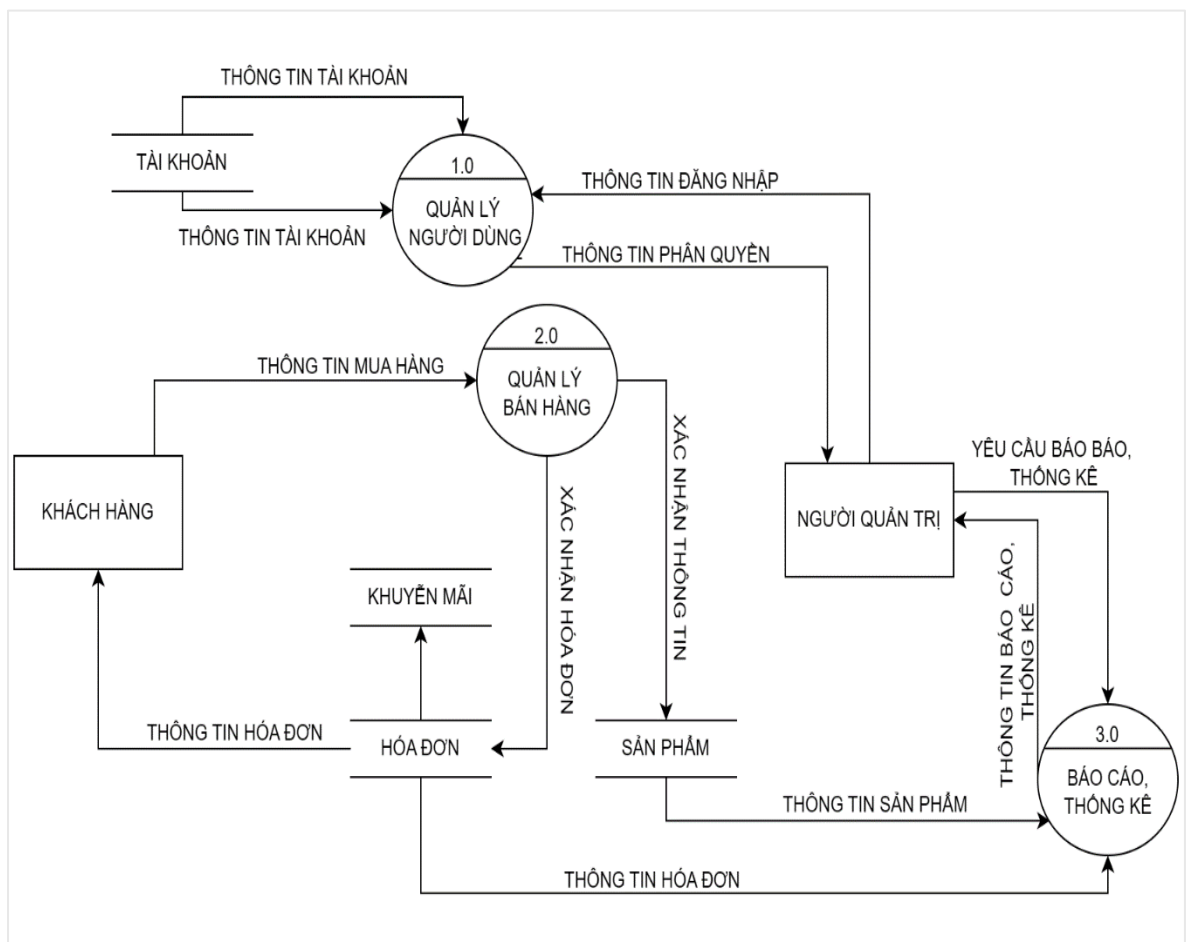 THÔNG TIN TÀI KHOẢN
TÀI KHOẢN
1.0
QUẢN LÝ
NGƯỜI DÙNG
THÔNG TIN ĐĂNG NHẬP
THÔNG TIN TÀI KHOẢN
THÔNG TIN PHÂN QUYỀN
2.0
QUẢN LÝ
BÁN HÀNG
THÔNG TIN MUA HÀNG
XÁC NHẬN THÔNG TIN
XÁC NHẬN HÓA ĐƠN
YÊU CẦU BÁO BÁO,
THỐNG KÊ
KHÁCH HÀNG
NGƯỜI QUẢN TRỊ
THÔNG TIN BÁO CÁO,
THỐNG KÊ
KHUYỄN MÃI
THÔNG TIN HÓA ĐƠN
HÓA ĐƠN
SẢN PHẨM
3.0
BÁO CÁO,
THỐNG KÊ
THÔNG TIN SẢN PHẨM
THÔNG TIN HÓA ĐƠN